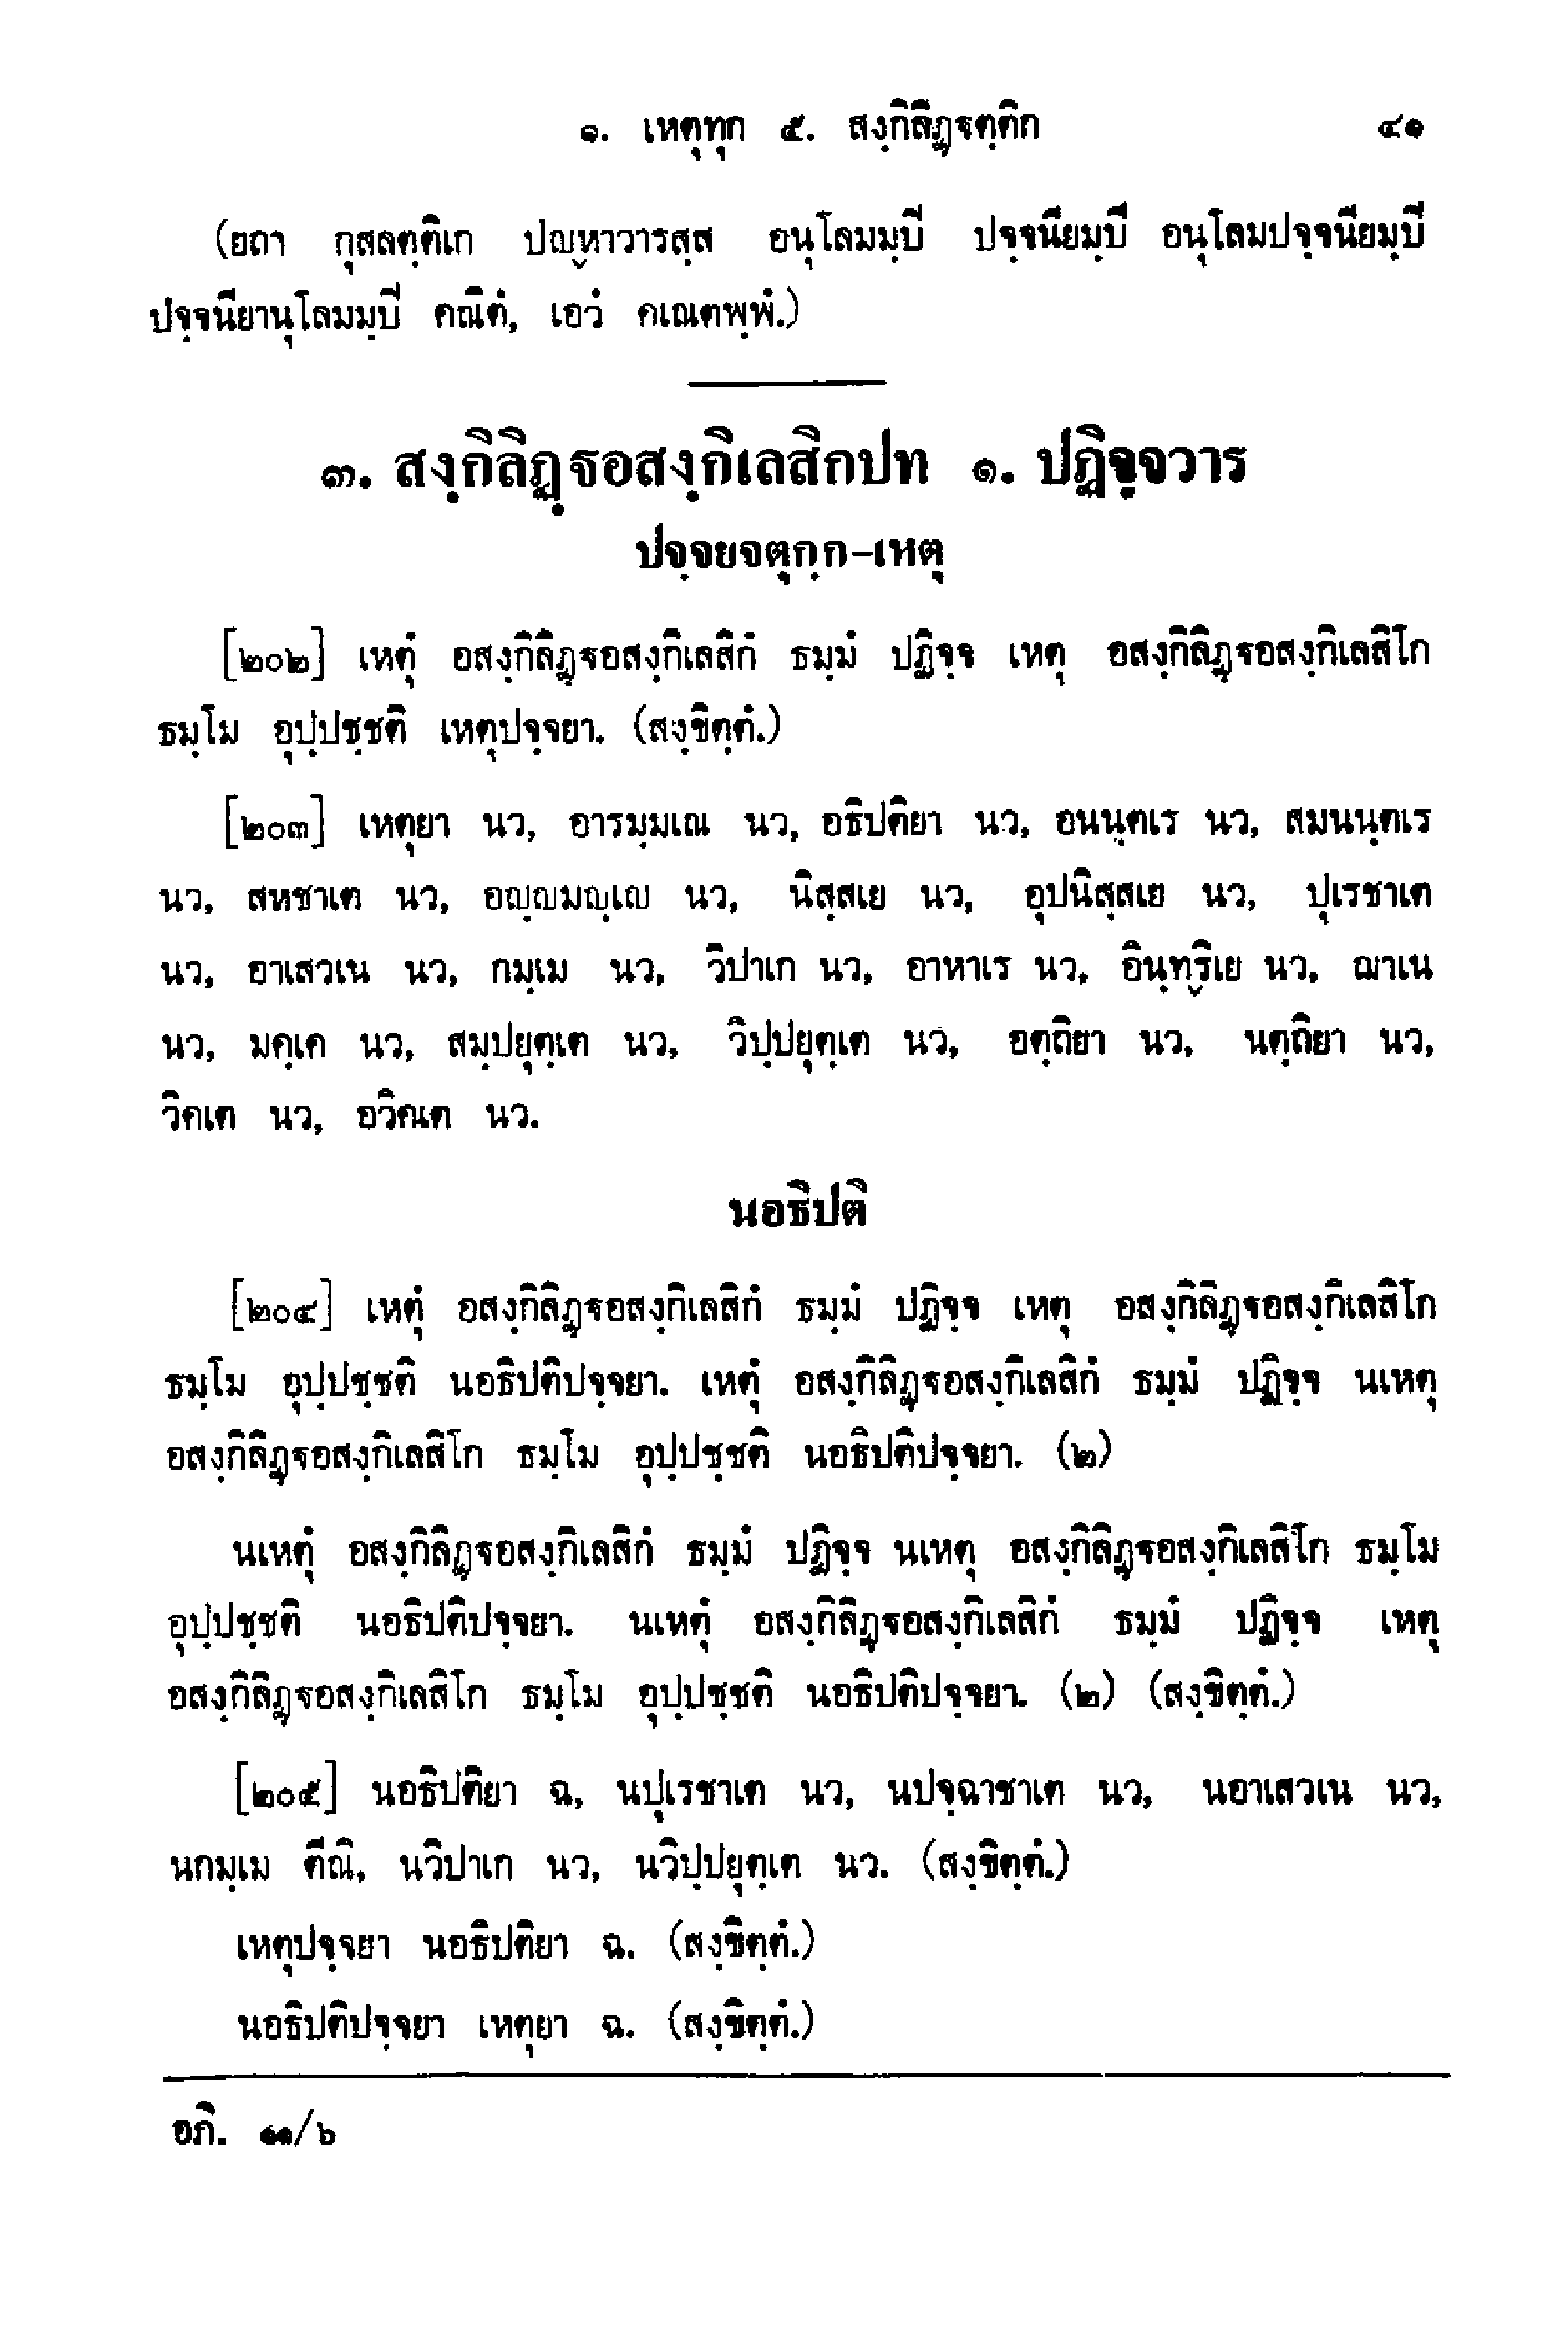 ๑. เหตุทุก ๕. สงฺกิลิฏฺฐตฺติก ๔๑
(ยถา กุสลตฺติเก ปญฺหาวารสฺส อนุโลมมฺปิ ปจฺจนียมฺปิ อนุโลมปจฺจนียมฺปิ
ปจฺจนียานุโลมมฺปิ คณิตํ, เอวํ คเณตพฺพํ.)
๓. สงฺกิลิฏฺฐอสงฺกิเลสิกปท ๑. ปฏิจฺจวาร
ปจฺจยจตุกฺก-เหตุ
[๒๐๒] เหตุํ อสงฺกิลิฏฺฐอสงฺกิเลสิกํ ธมฺมํ ปฏิจฺจ เหตุ อสงฺกิลิฏฺฐอสงฺกิเลสิโก
ธมฺโม อุปฺปชฺชติ เหตุปจฺจยา. (สงฺขิตฺตํ.)
[๒๐๓] เหตุยา นว, อารมฺมเณ นว, อธิปติยา นว, อนนฺตเร นว, สมนนฺตเร
นว, สหชาเต นว, อญฺญมญฺเญ นว, นิสฺสเย นว, อุปนิสฺสเย นว, ปุเรชาเต
นว, อาเสวเน นว, กมฺเม นว, วิปาเก นว, อาหาเร นว, อินฺทฺริเย นว, ฌาเน
นว, มคฺเค นว, สมฺปยุตฺเต นว, วิปฺปยุตฺเต นว, อตฺถิยา นว, นตฺถิยา นว,
วิคเต นว, อวิคเต นว.
นอธิปติ
[๒๐๔] เหตุํ อสงฺกิลิฏฺฐอสงฺกิเลสิกํ ธมฺมํ ปฏิจฺจ เหตุ อสงฺกิลิฏฺฐอสงฺกิเลสิโก
ธมฺโม อุปฺปชฺชติ นอธิปติปจฺจยา. เหตุํ อสงฺกิลิฏฺฐอสงฺกิเลสิกํ ธมฺมํ ปฏิจฺจ นเหตุ
อสงฺกิลิฏฺฐอสงฺกิเลสิโก ธมฺโม อุปฺปชฺชติ นอธิปติปจฺจยา. (๒)
นเหตุํ อสงฺกิลิฏฺฐอสงฺกิเลสิกํ ธมฺมํ ปฏิจฺจ นเหตุ อสงฺกิลิฏฺฐอสงฺกิเลสิโก ธมฺโม
อุปฺปชฺชติ นอธิปติปจฺจยา. นเหตุํ อสงฺกิลิฏฺฐอสงฺกิเลสิกํ ธมฺมํ ปฏิจฺจ เหตุ
อสงฺกิลิฏฺฐอสงฺกิเลสิโก ธมฺโม อุปฺปชฺชติ นอธิปติปจฺจยา. (๒) (สงฺขิตฺตํ.)
[๒๐๕] นอธิปติยา ฉ, นปุเรชาเต นว, นปจฺฉาชาเต นว, นอาเสวเน นว,
นกมฺเม ตีณิ, นวิปาเก นว, นวิปฺปยุตฺเต นว. (สงฺขิตฺตํ.)
เหตุปจฺจยา นอธิปติยา ฉ. (สงฺขิตฺตํ.)
นอธิปติปจฺจยา เหตุยา ฉ. (สงฺขิตฺตํ.)
อภิ. ๑๑/๖